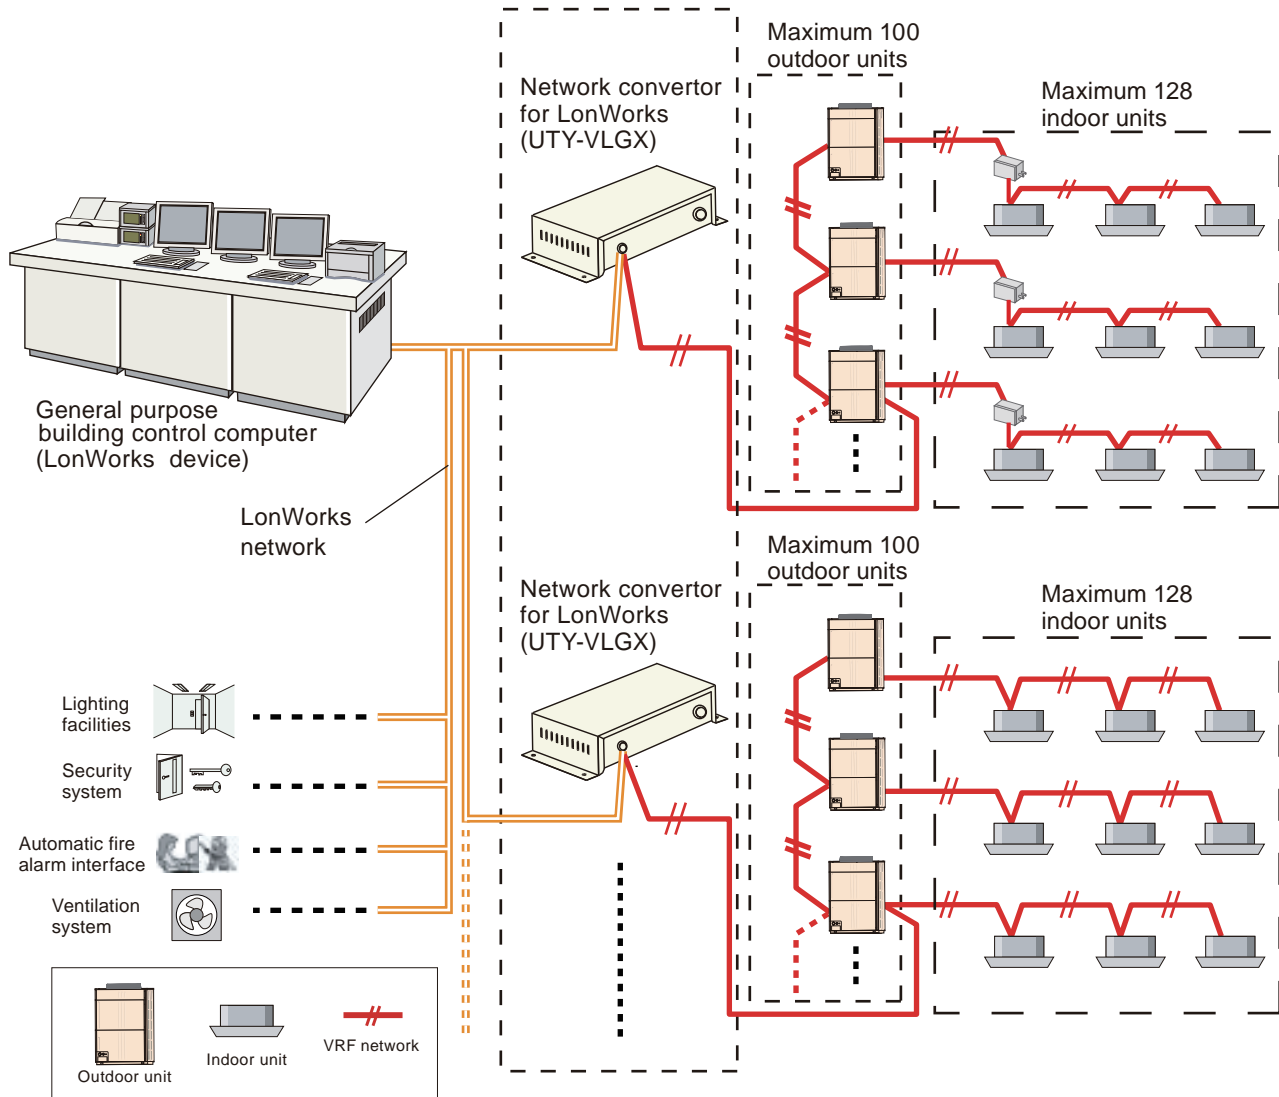 Maximum 100
outdoor units
Network convertor
for LonWorks
(UTY-VLGX)
Maximum 128
indoor units
General purpose
building control computer
(LonWorks device)
LonWorks
network
Maximum 100
outdoor units
Network convertor
for LonWorks
(UTY-VLGX)
Maximum 128
indoor units
Lighting
facilities
Security
system
Automatic fire
alarm interface
Ventilation
system
Outdoor unit
Indoor unit
VRF network